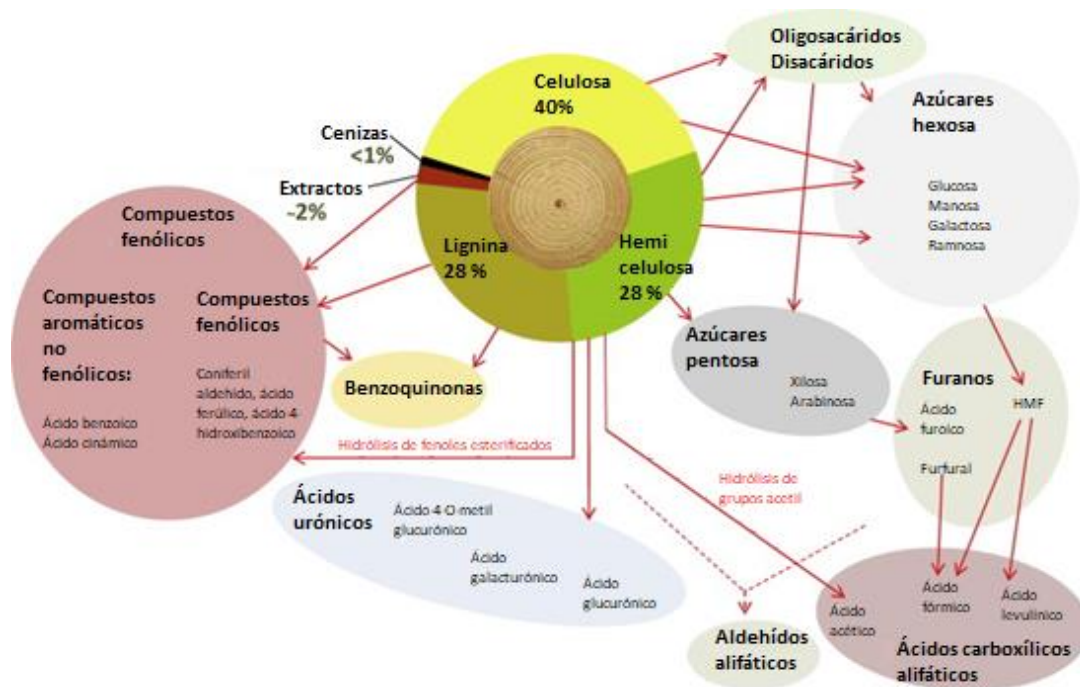 Oligosacáridos
Disacáridos
Celulosa
40%
Azúcares
hexosa
Cenizas
<1%
Extractos
-2%
Glucosa
Manosa
Galactosa
Ramnosa
Compuestos
fenólicos
Lignina
28 %
Hemi
celulosa
28 %
Compuestos
aromáticos
no
fenólicos:
Compuestos
fenólicos
Azúcares
pentosa
Benzoquinonas
Furanos
Coniferil
aldehido, ácido
ferúlico, ácido 4
hidroxibenzoico
Xilosa
Arabinosa
Ácido
furoico
HMF
Ácido benzoico
Ácido cinámico
Hidrólisis de fenoles esterificados
Furfural
Hidrólisis de
grupos acetil
Ácidos
urónicos
Ácido 4-O-metil
glucurónico
Ácido
galacturónico
Ácido
glucurónico
Ácido
acético
Ácido
fórmico
Ácido
levulínico
Aldehídos
alifáticos
Ácidos carboxílicos
alifáticos